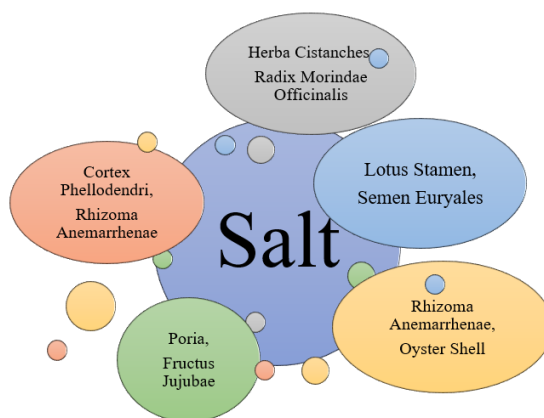 Herba Cistanches
Radix Morindae
Officinalis
Lotus Stamen,
Semen Euryales
Cortex
Phellodendri,
Rhizoma
Anemarrhenae
Salt
Rhizoma
Anemarrhenae,
Oyster Shell
Poria,
Fructus
Jujubae